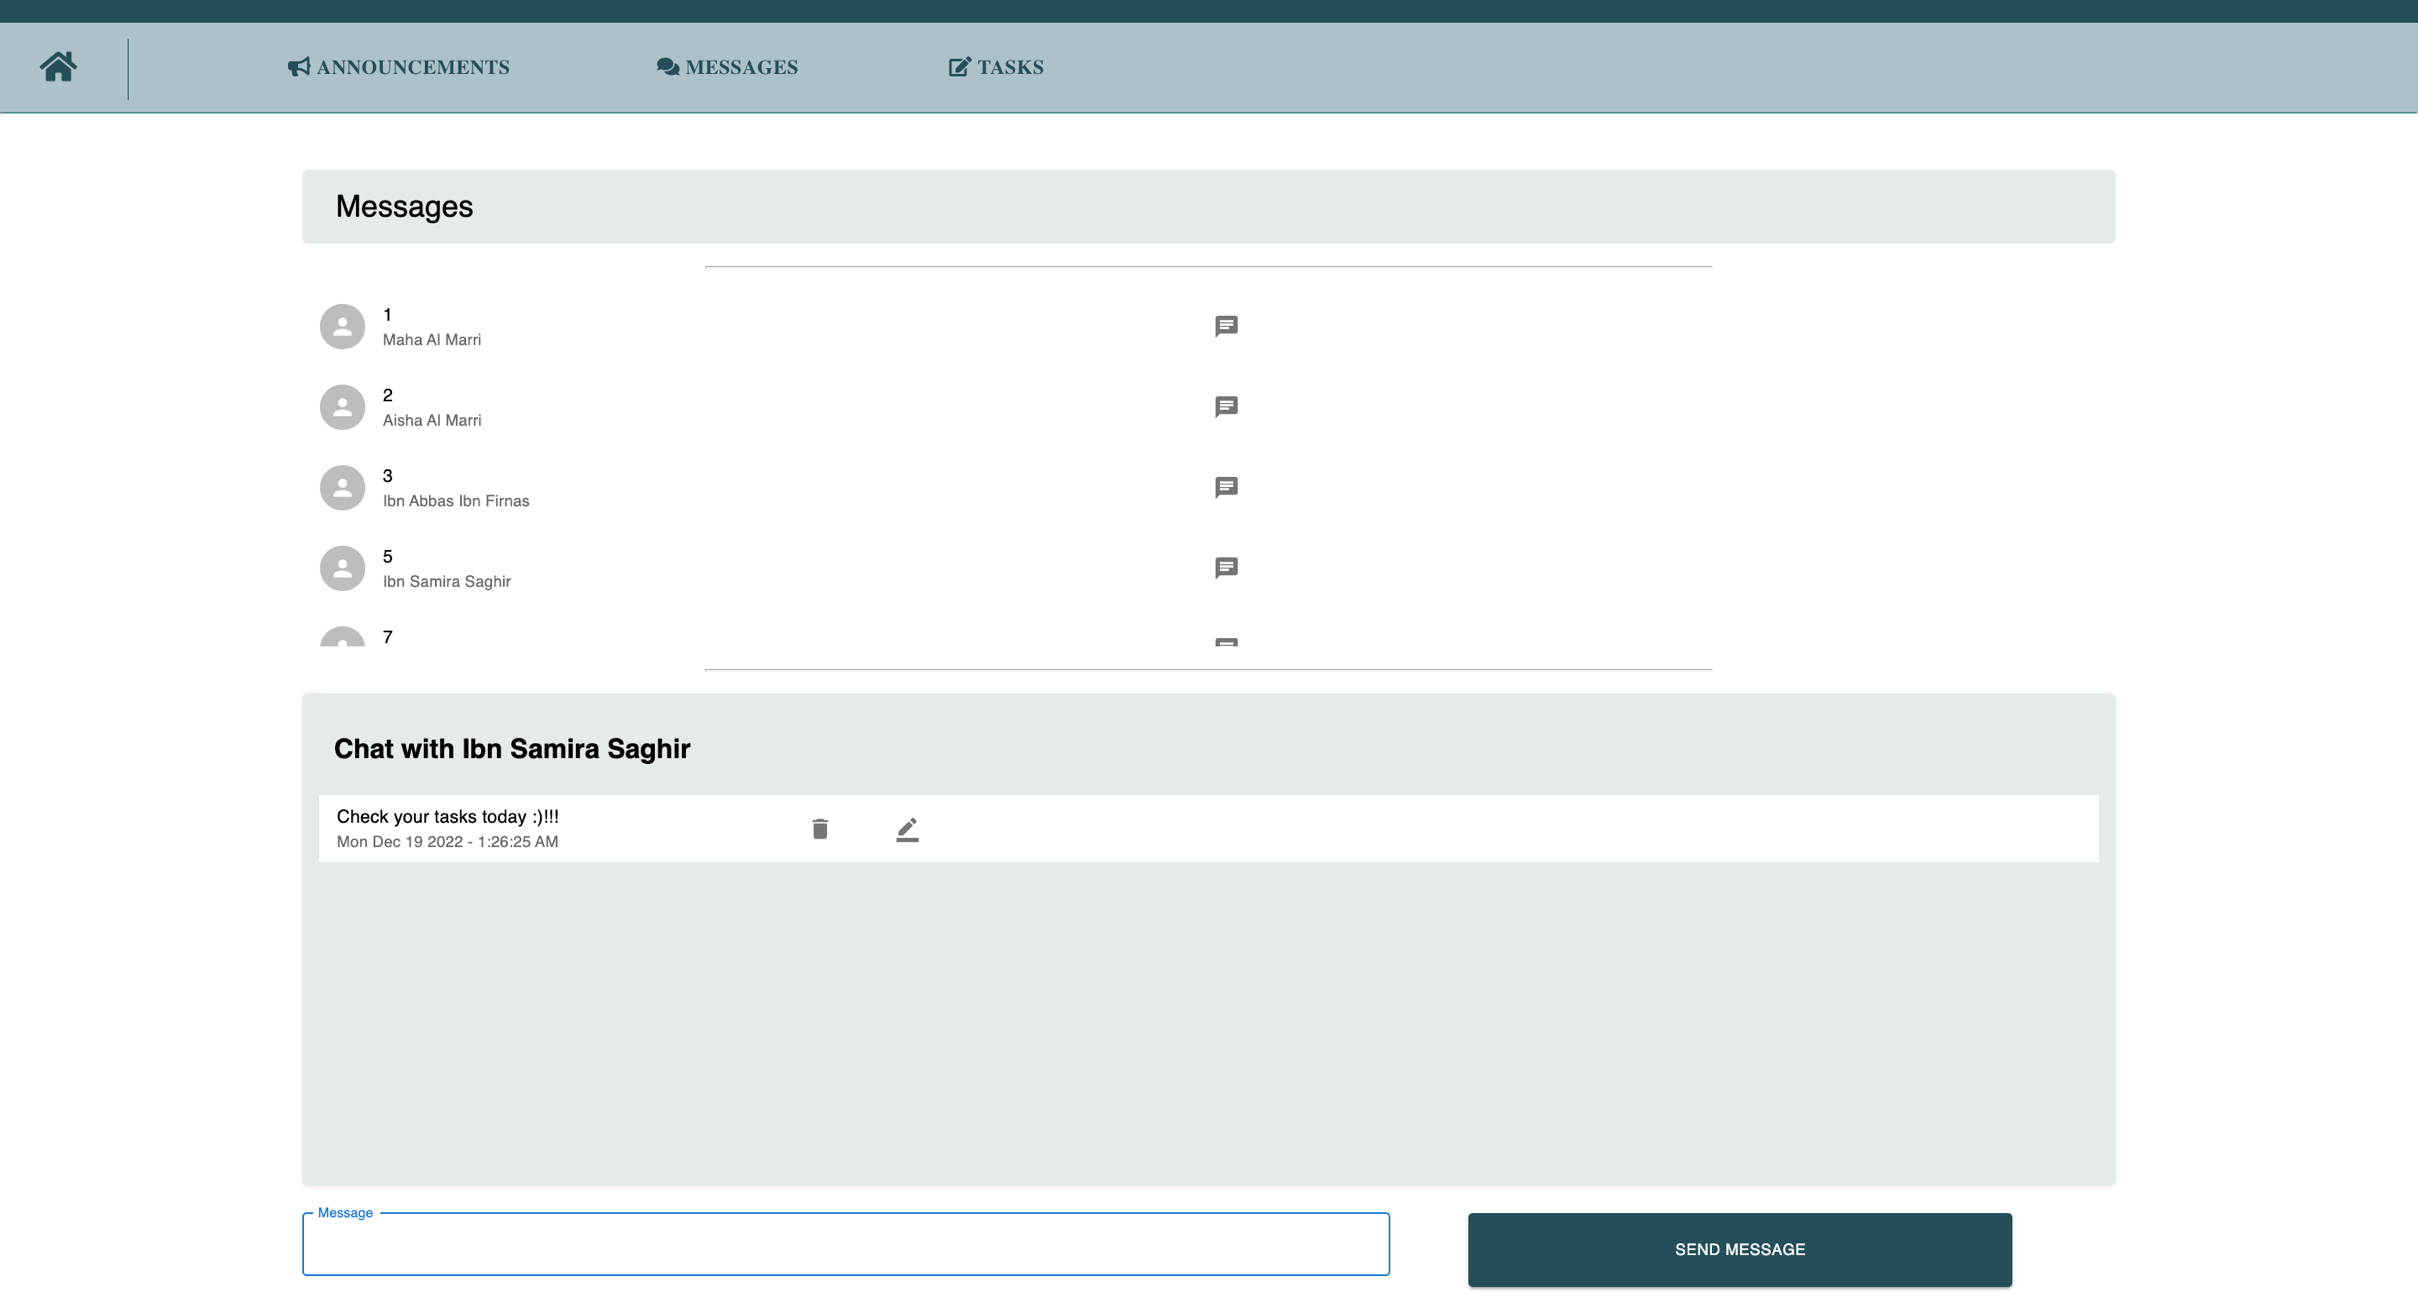 ANNOUNCEMENTS MESSAGES TASKS
Messages
1
Maha Al Marri
2
Aisha Al Marri
3
Ibn Abbas Ibn Firnas
5
Ibn Samira Saghir
7
Chat with Ibn Samira Saghir
Check your tasks today :)!!!
Mon Dec 19 2022 - 1:26:25 AM
Message
SEND MESSAGE